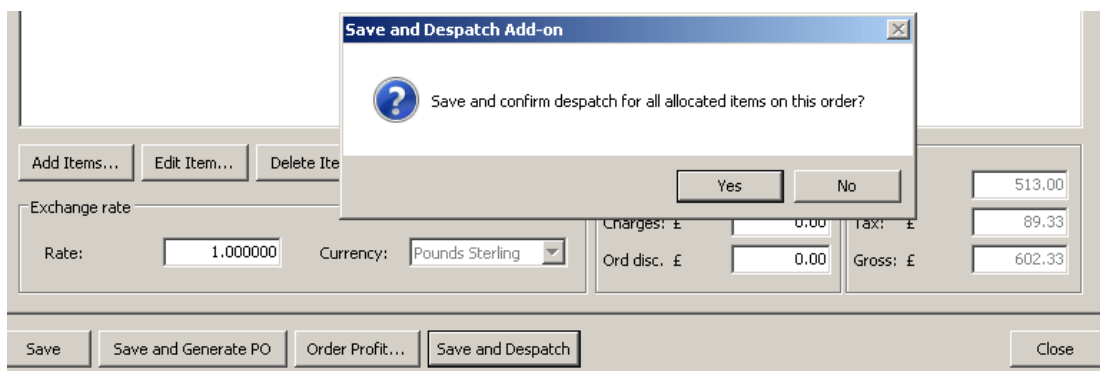 Save and Despatch Add-on
Save and confirm despatch for all allocated items on this order?
Yes No
Add Items... Edit Item... Delete Ite
513.00
Exchange rate
Charges: £ 0.00 Tax: £ 89.33
Rate: 1.000000 Currency: Pounds Sterling
Ord disc. £ 0.00 Gross: £ 602.33
Save Save and Generate PO Order Profit... Save and Despatch Close